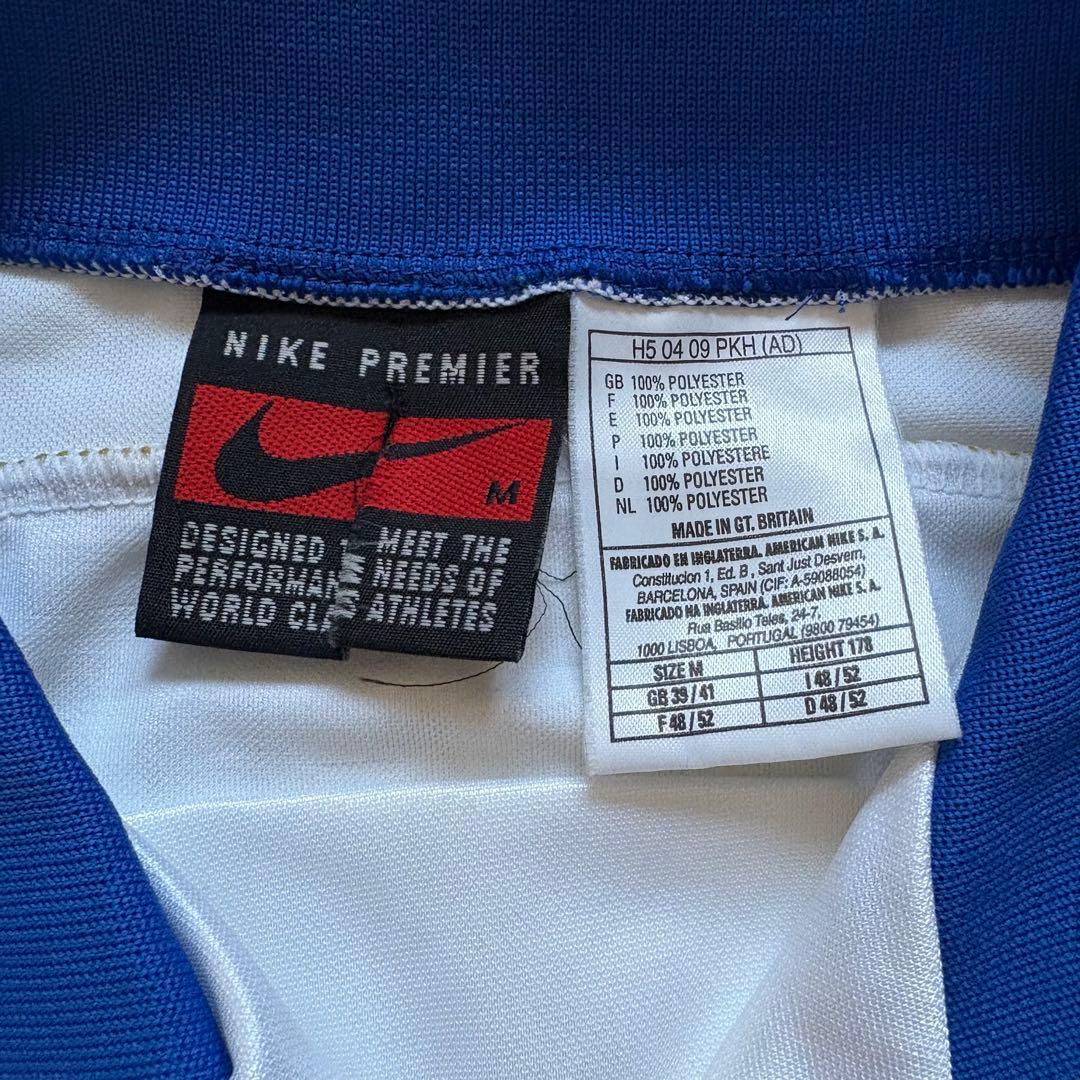 NIKE PREMIER
M
DESIGNED MEET THE
NEEDS OF
WORLD ATHLETES
H5 04 09 PKH (AD)
GB 100% POLYESTER
F 100% POLYESTER
E 100% POLYESTER
P 100% POLYESTER
I 100% POLYESTERE
D 100% POLYESTER
NL 100% POLYESTER
MADE IN GT. BRITAIN
FABRICADO EN INGLATERRA. AMERICAN NIKE S. A.
Constitucion 1, Ed. B, Sant Just Desvern,
BARCELONA, SPAIN (CIF: A-59088054)
FABRICADO NA INGLATERRA. AMERICAN NIKE S. A.
Rua Basilio Teles, 24-7,
1000 LISBOA, PORTUGAL (9800 79454)
SIZE M HEIGHT 178
GB 39 / 41 I 48 / 52
F 48 / 52 D 48 / 52